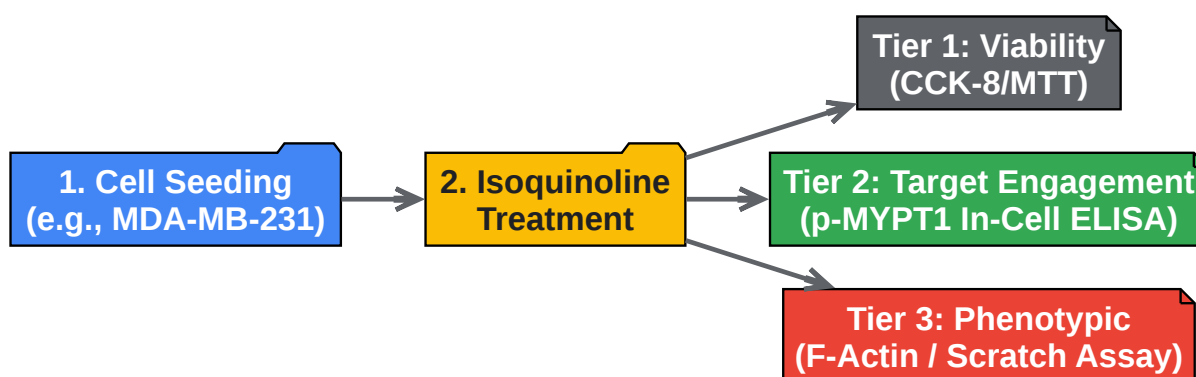 1. Cell Seeding
(e.g., MDA-MB-231)
2. Isoquinoline
Treatment
Tier 1: Viability
(CCK-8/MTT)
Tier 2: Target Engagement
(p-MYPT1 In-Cell ELISA)
Tier 3: Phenotypic
(F-Actin / Scratch Assay)